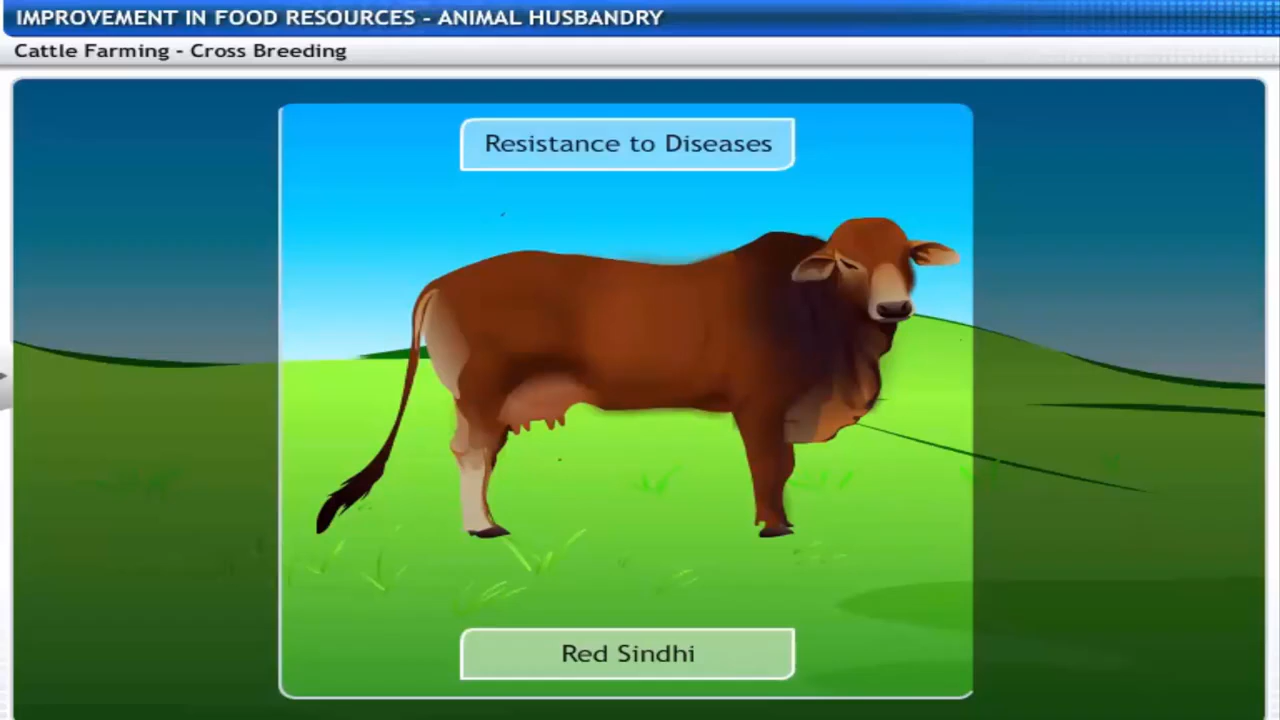 IMPROVEMENT IN FOOD RESOURCES - ANIMAL HUSBANDRY
Cattle Farming - Cross Breeding
Resistance to Diseases
Red Sindhi